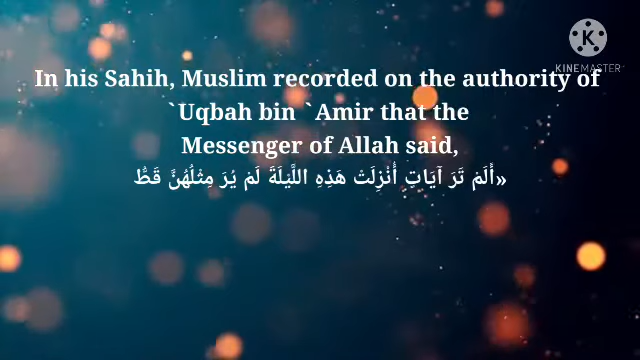 In his Sahih, Muslim recorded on the authority of
`Uqbah bin `Amir that the
Messenger of Allah said,
«أَلَمْ تَرَ آيَاتٍ أُنْزِلَتْ هَذِهِ اللَّيْلَةَ لَمْ يُرَ مِثْلُهُنَّ قَطُّ
K
KINEMASTER